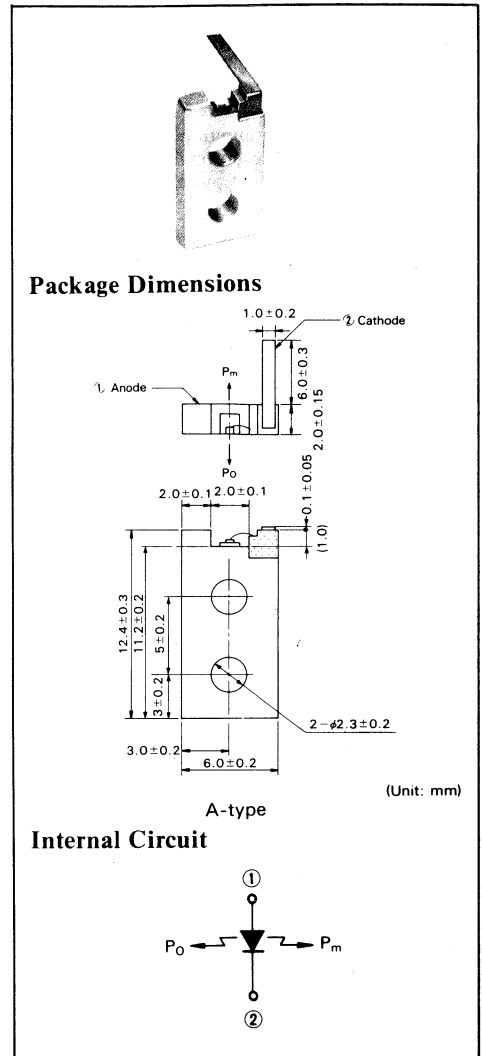 Package Dimensions
1.0±0.2
② Cathode
6.0±0.3
Pm
① Anode
2.0±0.15
PO
2.0±0.1 2.0±0.1
0.1±0.05
(1.0)
12.4±0.3
11.2±0.2
5±0.2
3±0.2
2-φ2.3±0.2
3.0±0.2
6.0±0.2
(Unit: mm)
A-type
Internal Circuit
①
PO
Pm
②